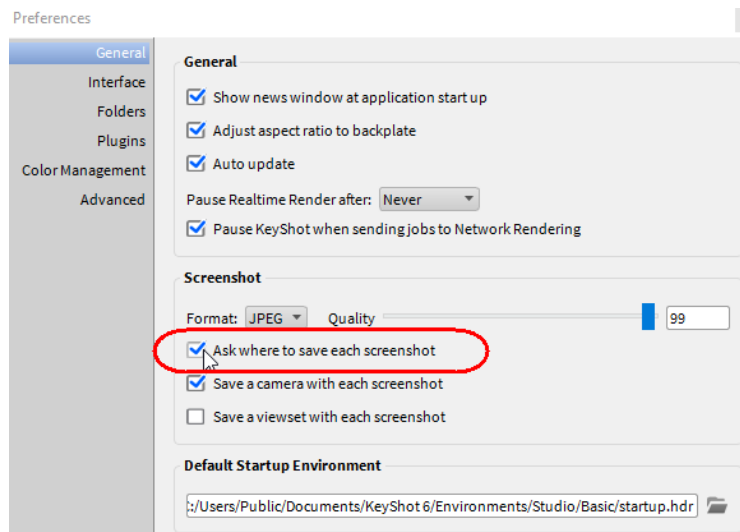 Preferences
General
Interface
Folders
Plugins
Color Management
Advanced
General
Show news window at application start up
Adjust aspect ratio to backplate
Auto update
Pause Realtime Render after: Never
Pause KeyShot when sending jobs to Network Rendering
Screenshot
Format: JPEG Quality 99
Ask where to save each screenshot
Save a camera with each screenshot
Save a viewset with each screenshot
Default Startup Environment
:/Users/Public/Documents/KeyShot 6/Environments/Studio/Basic/startup.hdr